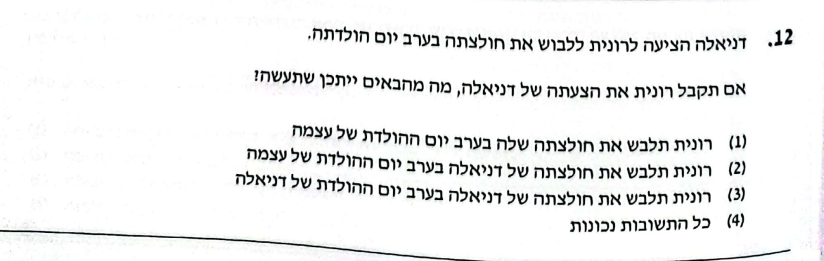 12. דניאלה הציעה לרונית ללבוש את חולצתה בערב יום הולדתה.
אם תקבל רונית את הצעתה של דניאלה, מה מהבאים ייתכן שתעשה?
(1) רונית תלבש את חולצתה שלה בערב יום ההולדת של עצמה
(2) רונית תלבש את חולצתה של דניאלה בערב יום ההולדת של עצמה
(3) רונית תלבש את חולצתה של דניאלה בערב יום ההולדת של דניאלה
(4) כל התשובות נכונות